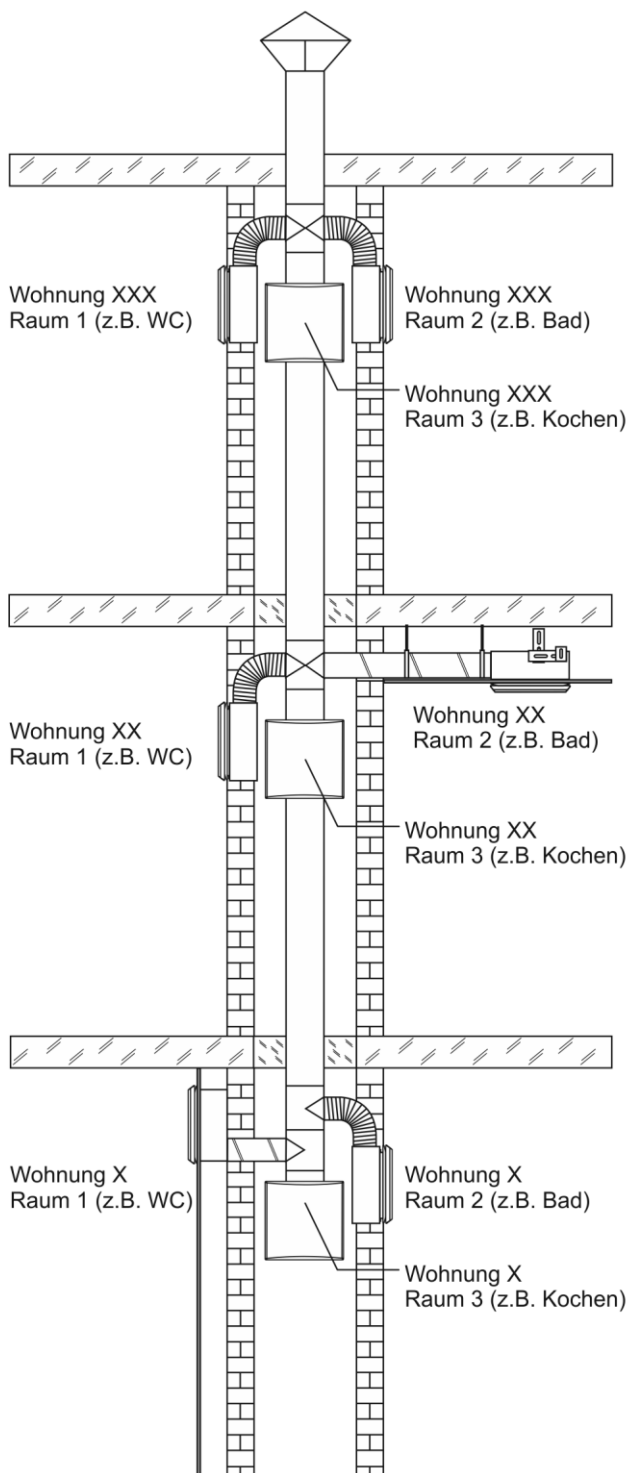 Wohnung XXX
Raum 1 (z.B. WC)
Wohnung XXX
Raum 2 (z.B. Bad)
Wohnung XXX
Raum 3 (z.B. Kochen)
Wohnung XX
Raum 1 (z.B. WC)
Wohnung XX
Raum 2 (z.B. Bad)
Wohnung XX
Raum 3 (z.B. Kochen)
Wohnung X
Raum 1 (z.B. WC)
Wohnung X
Raum 2 (z.B. Bad)
Wohnung X
Raum 3 (z.B. Kochen)